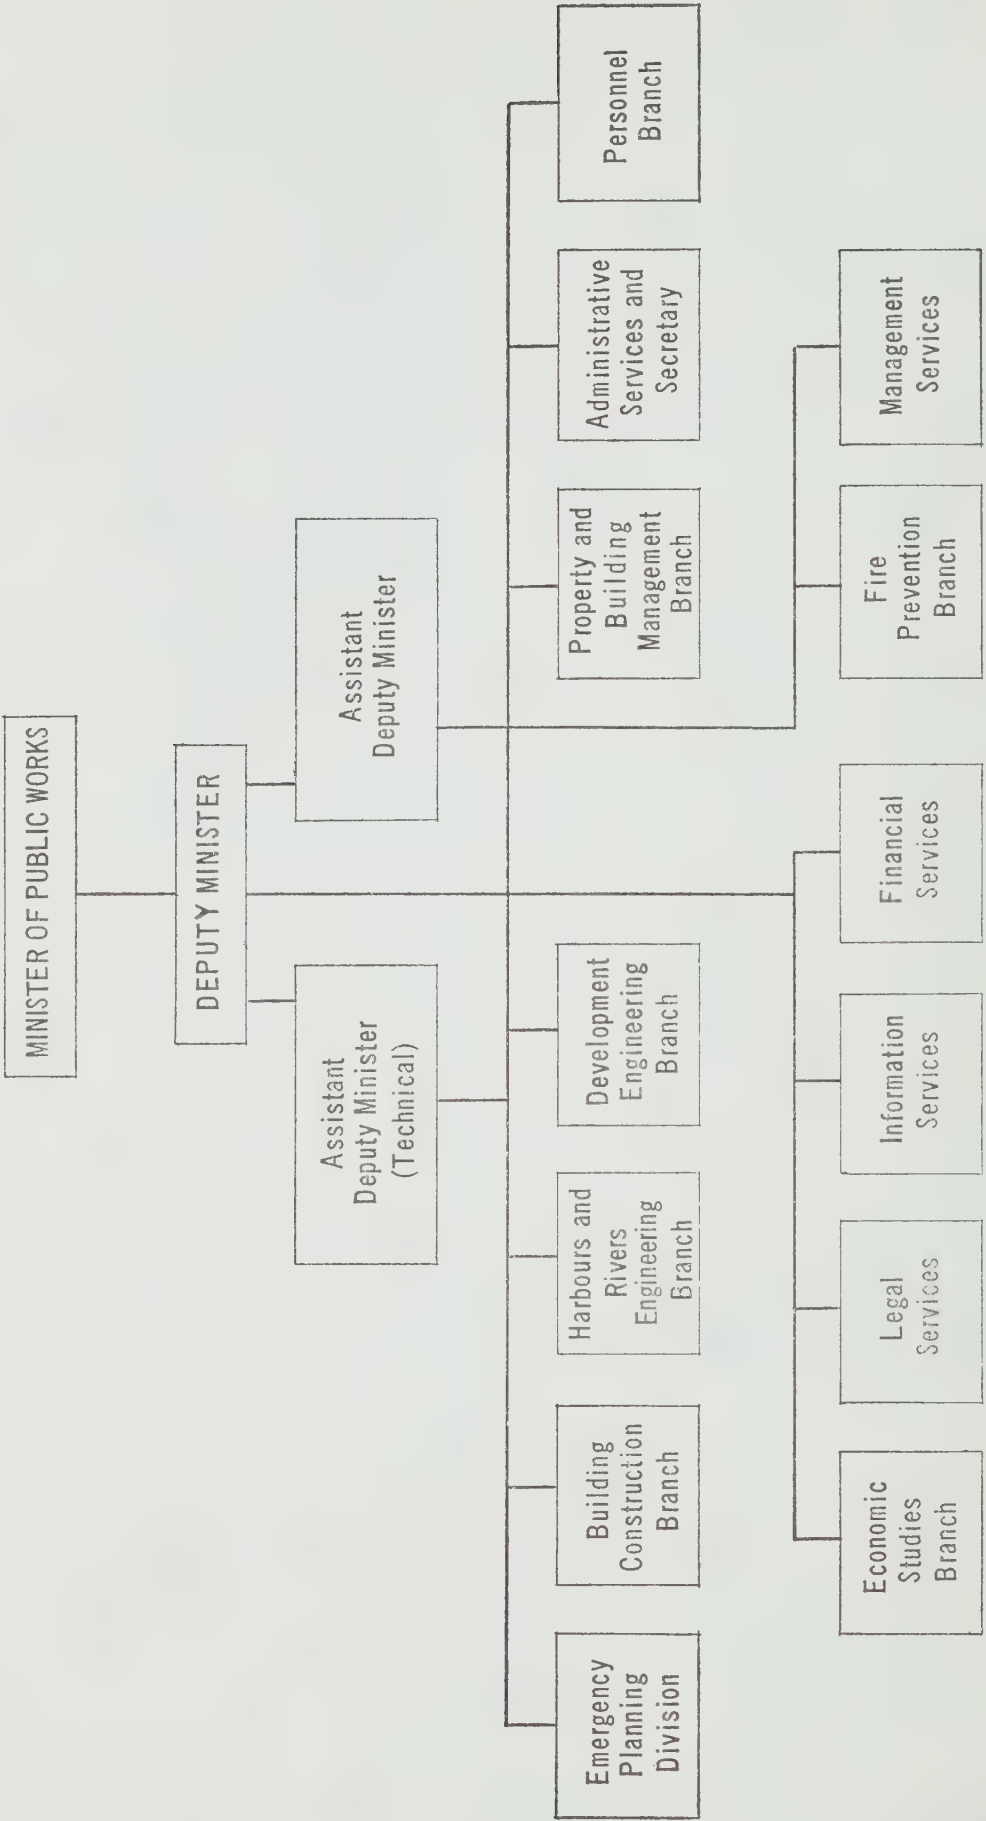 MINISTER OF PUBLIC WORKS
DEPUTY MINISTER
Assistant
Deputy Minister
(Technical)
Assistant
Deputy Minister
Emergency
Planning
Division
Building
Construction
Branch
Harbours and
Rivers
Engineering
Branch
Development
Engineering
Branch
Property and
Building
Management
Branch
Administrative
Services and
Secretary
Personnel
Branch
Economic
Studies
Branch
Legal
Services
Information
Services
Financial
Services
Fire
Prevention
Branch
Management
Services